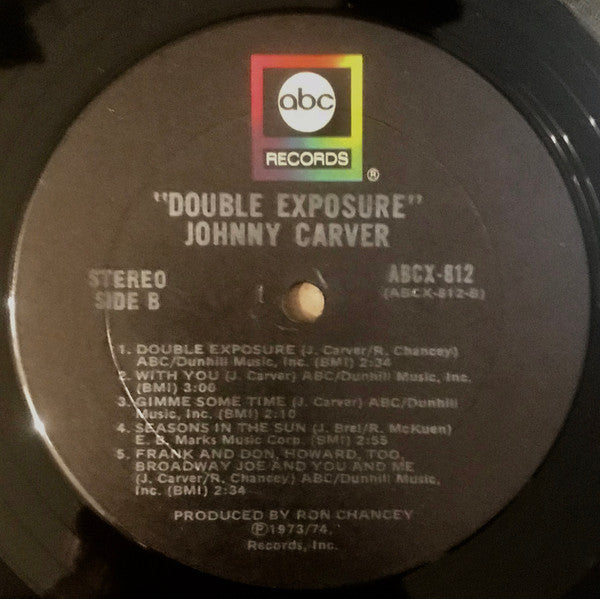 abc
RECORDS
®
"DOUBLE EXPOSURE"
JOHNNY CARVER
STEREO
SIDE B
ABCX-812
(ABCX-812-B)
1. DOUBLE EXPOSURE (J. Carver/R. Chancey)
ABC/Dunhill Music, Inc. (BMI) 2:34
2. WITH YOU (J. Carver) ABC/Dunhill Music, Inc.
(BMI) 3:06
3. GIMME SOME TIME (J. Carver) ABC/Dunhill
Music, Inc. (BMI) 2:10
4. SEASONS IN THE SUN (J. Brel/R. McKuen)
E. B. Marks Music Corp. (BMI) 2:55
5. FRANK AND DON, HOWARD, TOO,
BROADWAY JOE AND YOU AND ME
(J. Carver/R. Chancey) ABC/Dunhill Music,
Inc. (BMI) 2:34
PRODUCED BY RON CHANCEY
℗1973/74
Records, Inc.